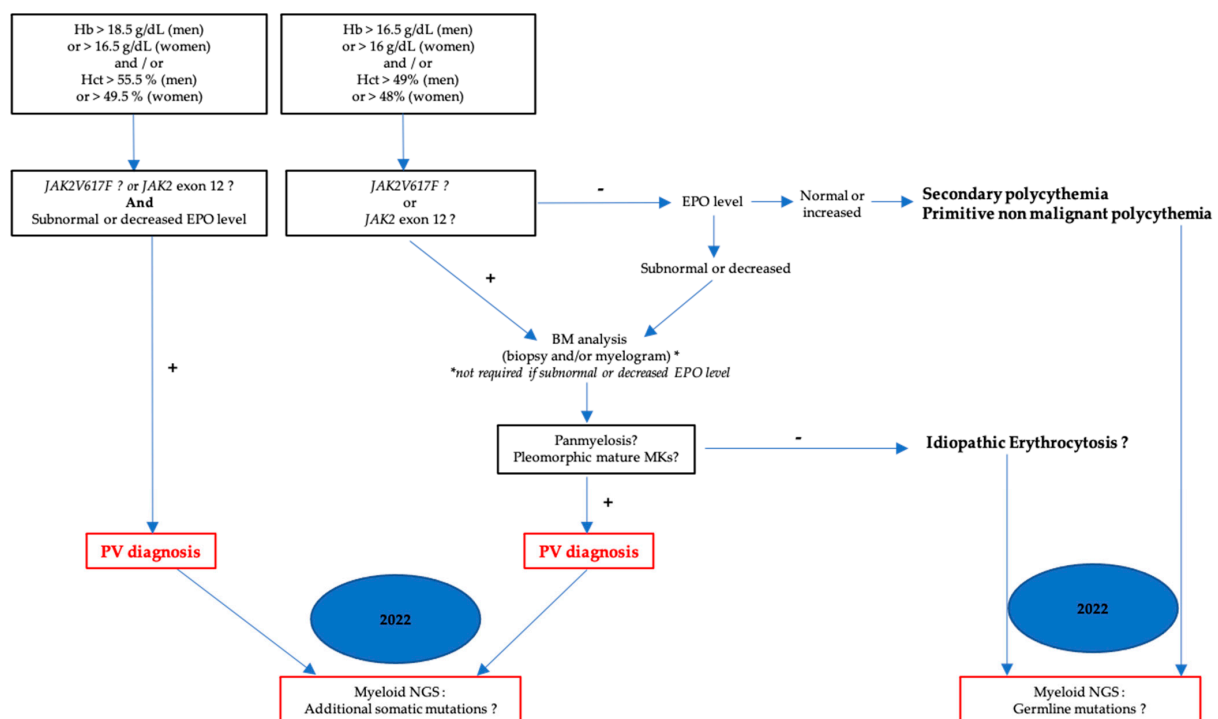 Hb > 18.5 g/dL (men)
or > 16.5 g/dL (women)
and / or
Hct > 55.5 % (men)
or > 49.5 % (women)
Hb > 16.5 g/dL (men)
or > 16 g/dL (women)
and / or
Hct > 49% (men)
or > 48% (women)
JAK2V617F ? or JAK2 exon 12 ?
And
Subnormal or decreased EPO level
JAK2V617F ?
or
JAK2 exon 12 ?
-
EPO level
Normal or
increased
Secondary polycythemia
Primitive non malignant polycythemia
Subnormal or decreased
+
BM analysis
(biopsy and/or myelogram) *
*not required if subnormal or decreased EPO level
+
Panmyelosis?
Pleomorphic mature MKs?
-
Idiopathic Erythrocytosis ?
+
PV diagnosis
PV diagnosis
2022
2022
Myeloid NGS :
Additional somatic mutations ?
Myeloid NGS :
Germline mutations ?